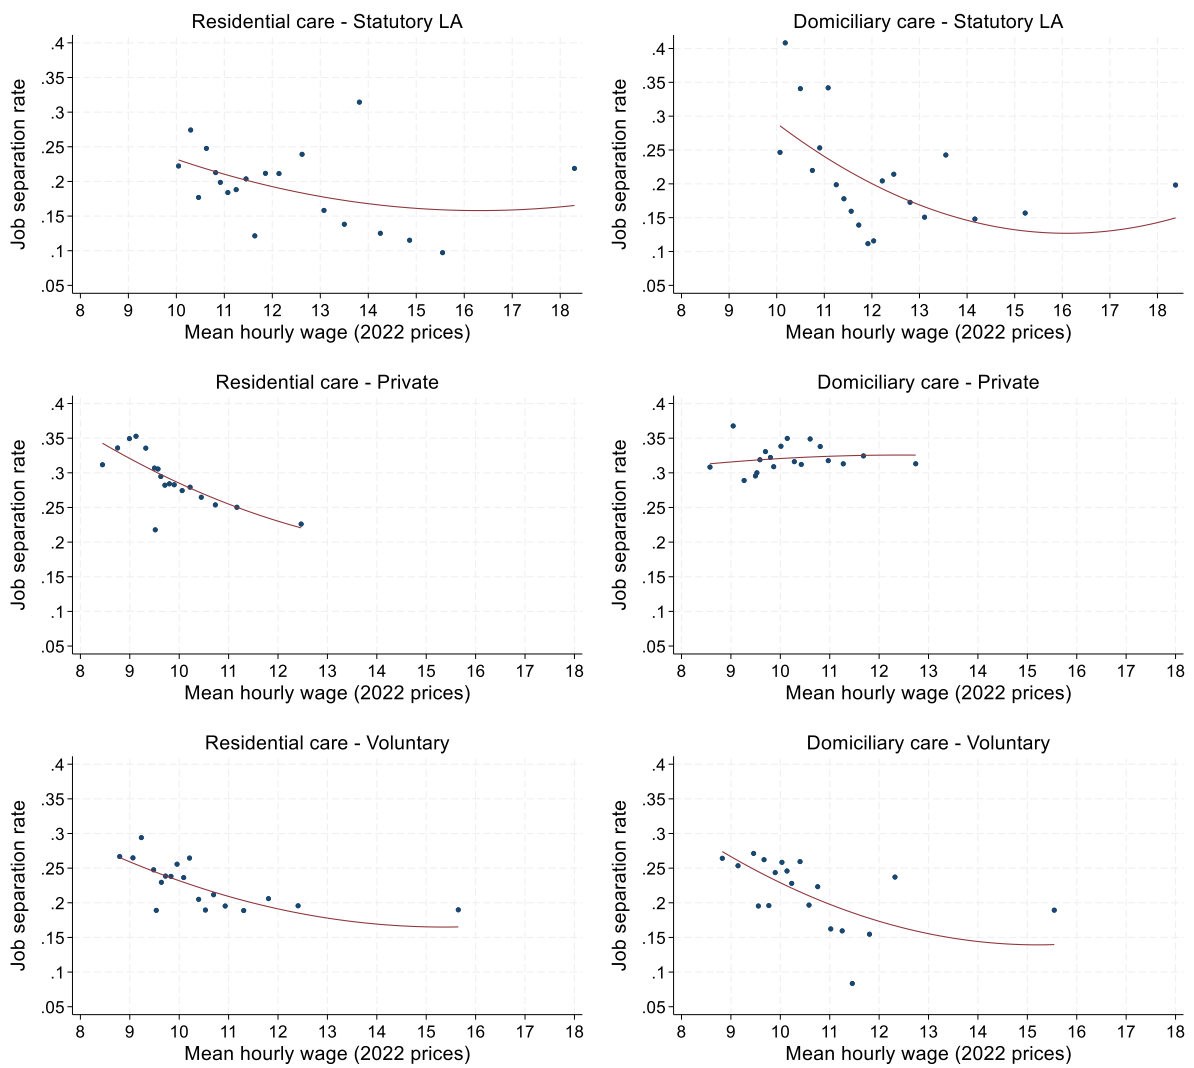 Residential care - Statutory LA
Job separation rate
.4
.35
.3
.25
.2
.15
.1
.05
8 9 10 11 12 13 14 15 16 17 18
Mean hourly wage (2022 prices)
Domiciliary care - Statutory LA
Job separation rate
.4
.35
.3
.25
.2
.15
.1
.05
8 9 10 11 12 13 14 15 16 17 18
Mean hourly wage (2022 prices)
Residential care - Private
Job separation rate
.4
.35
.3
.25
.2
.15
.1
.05
8 9 10 11 12 13 14 15 16 17 18
Mean hourly wage (2022 prices)
Domiciliary care - Private
Job separation rate
.4
.35
.3
.25
.2
.15
.1
.05
8 9 10 11 12 13 14 15 16 17 18
Mean hourly wage (2022 prices)
Residential care - Voluntary
Job separation rate
.4
.35
.3
.25
.2
.15
.1
.05
8 9 10 11 12 13 14 15 16 17 18
Mean hourly wage (2022 prices)
Domiciliary care - Voluntary
Job separation rate
.4
.35
.3
.25
.2
.15
.1
.05
8 9 10 11 12 13 14 15 16 17 18
Mean hourly wage (2022 prices)